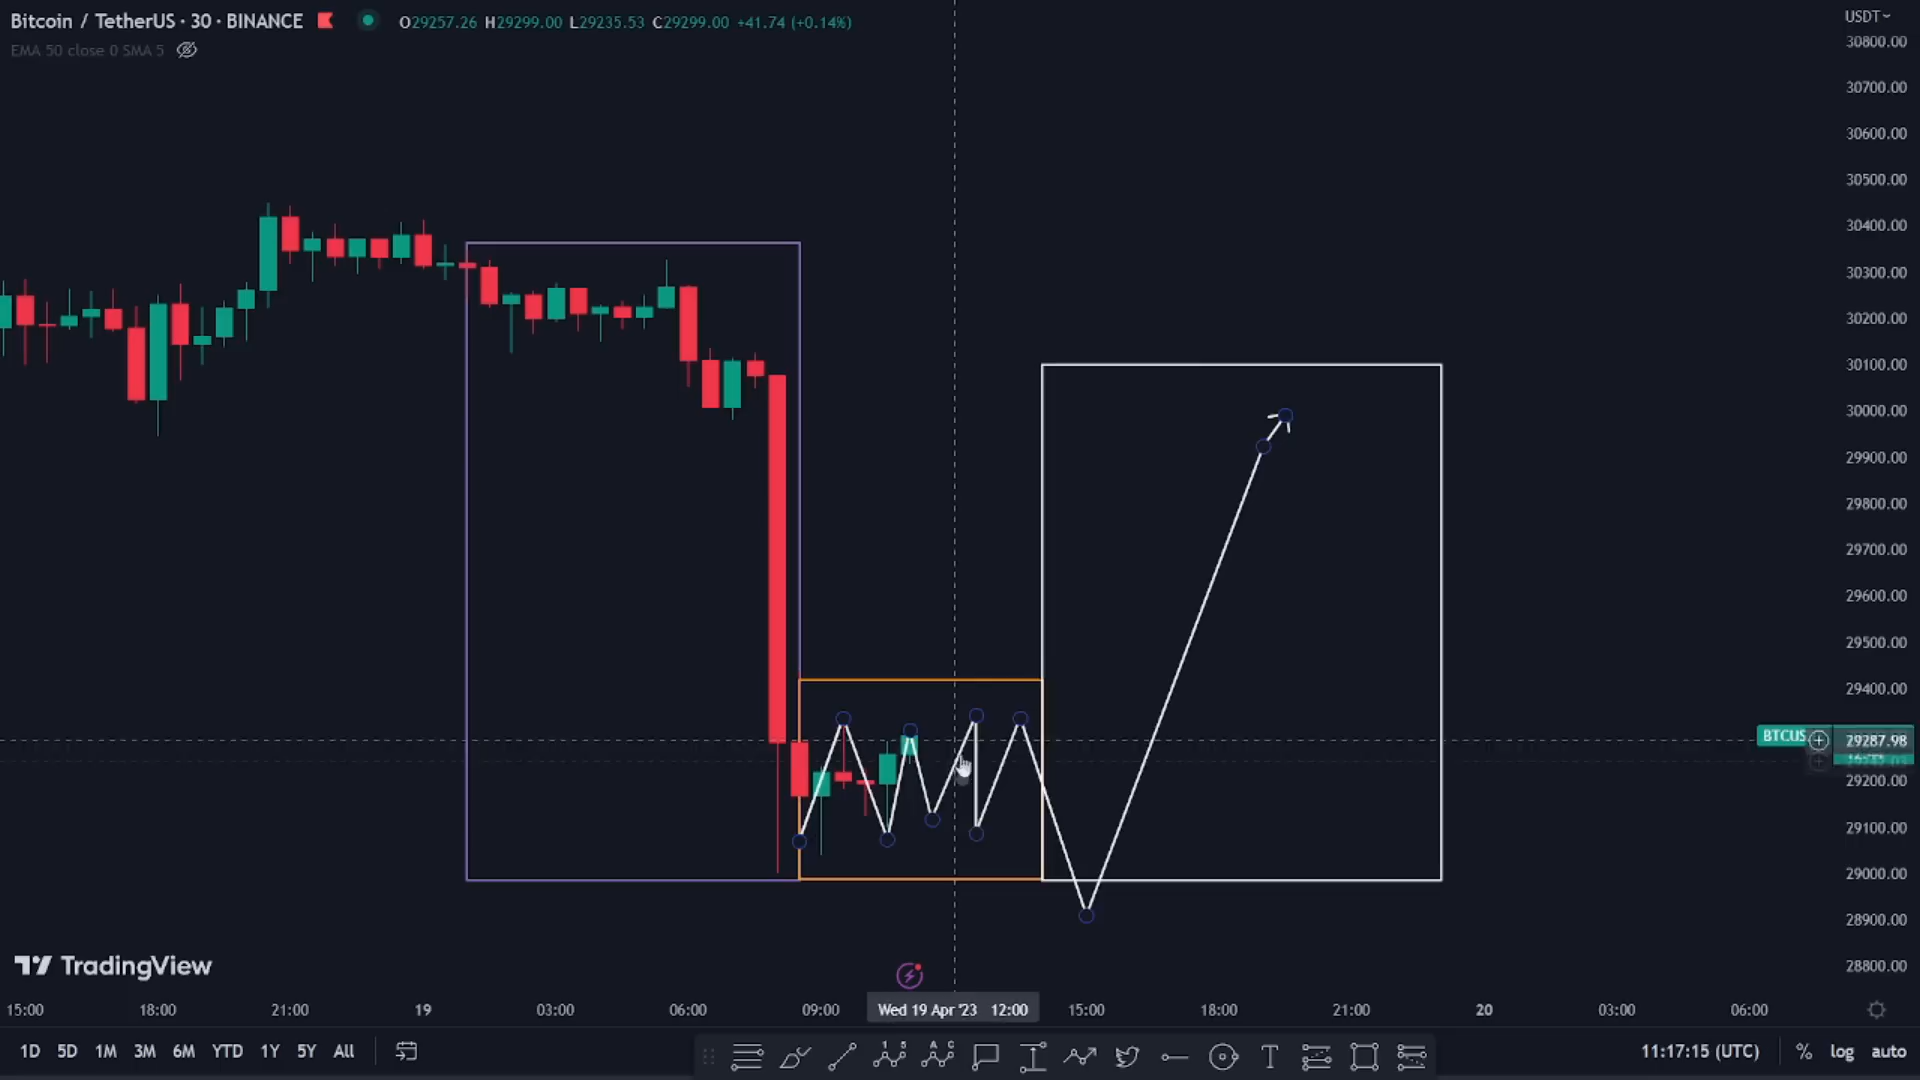 Bitcoin / TetherUS · 30 · BINANCE O29257.26 H29299.00 L29235.53 C29299.00 +41.74 (+0.14%)
EMA 50 close 0 SMA 5
USDT
30800.00
30700.00
30600.00
30500.00
30400.00
30300.00
30200.00
30100.00
30000.00
29900.00
29800.00
29700.00
29600.00
29500.00
29400.00
BTCUS 29287.98
29200.00
29100.00
29000.00
28900.00
28800.00
TradingView
15:00 18:00 21:00 19 03:00 06:00 09:00 Wed 19 Apr '23 12:00 15:00 18:00 21:00 20 03:00 06:00
1D 5D 1M 3M 6M YTD 1Y 5Y All 11:17:15 (UTC) % log auto